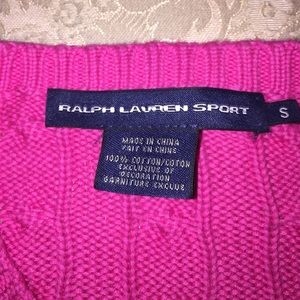 RALPH LAUREN SPORT
S
MADE IN CHINA
FAIT EN CHINE
100% COTTON/COTON
EXCLUSIVE OF
DECORATION
GARNITURE EXCLUE